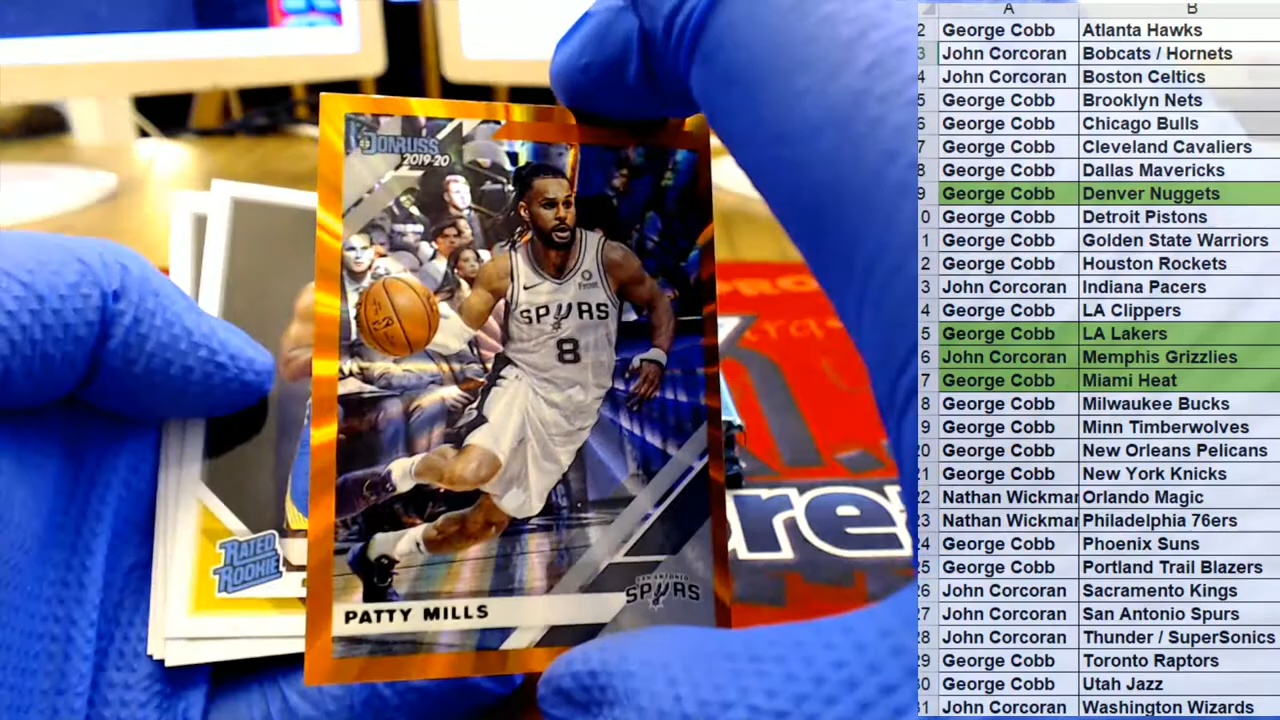 DONRUSS
2019-20
Frost
SPURS
8
SAN ANTONIO
SPURS
PATTY MILLS
RATED
ROOKIE
PRO
A B
2 George Cobb Atlanta Hawks
3 John Corcoran Bobcats / Hornets
4 John Corcoran Boston Celtics
5 George Cobb Brooklyn Nets
6 George Cobb Chicago Bulls
7 George Cobb Cleveland Cavaliers
8 George Cobb Dallas Mavericks
9 George Cobb Denver Nuggets
0 George Cobb Detroit Pistons
1 George Cobb Golden State Warriors
2 George Cobb Houston Rockets
3 John Corcoran Indiana Pacers
4 George Cobb LA Clippers
5 George Cobb LA Lakers
6 John Corcoran Memphis Grizzlies
7 George Cobb Miami Heat
8 George Cobb Milwaukee Bucks
9 George Cobb Minn Timberwolves
20 George Cobb New Orleans Pelicans
21 George Cobb New York Knicks
22 Nathan Wickmar Orlando Magic
23 Nathan Wickmar Philadelphia 76ers
24 George Cobb Phoenix Suns
25 George Cobb Portland Trail Blazers
26 John Corcoran Sacramento Kings
27 John Corcoran San Antonio Spurs
28 John Corcoran Thunder / SuperSonics
29 George Cobb Toronto Raptors
30 George Cobb Utah Jazz
31 John Corcoran Washington Wizards